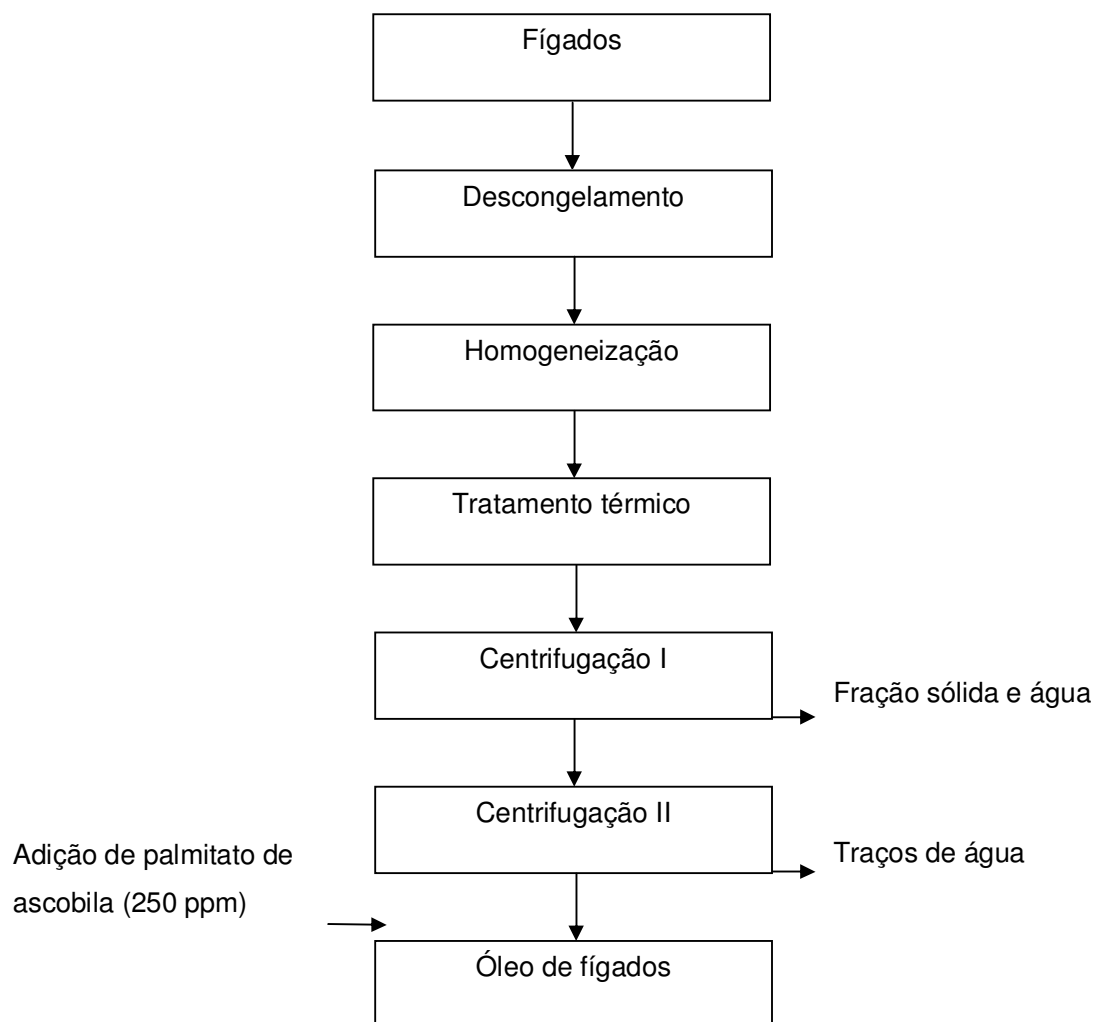 Fígados
Descongelamento
Homogeneização
Tratamento térmico
Centrifugação I
Fração sólida e água
Centrifugação II
Traços de água
Adição de palmitato de
ascobila (250 ppm)
Óleo de fígados